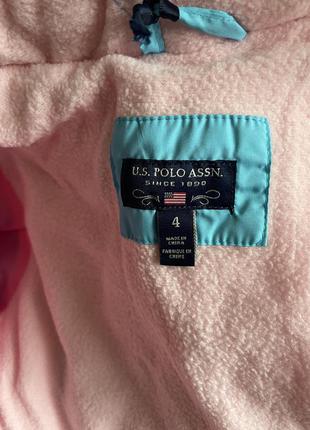 U.S. POLO ASSN.
SINCE 1890
4
MADE IN
CHINA
FABRIQUÉ EN
CHINE